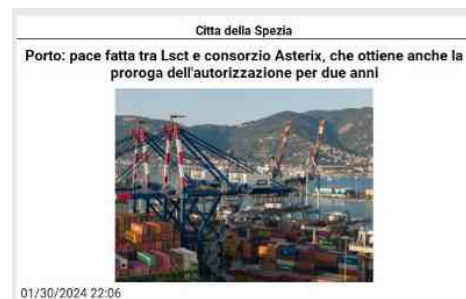 Citta della Spezia
Porto: pace fatta tra Lsct e consorzio Asterix, che ottiene anche la
proroga dell'autorizzazione per due anni
01/30/2024 22:06